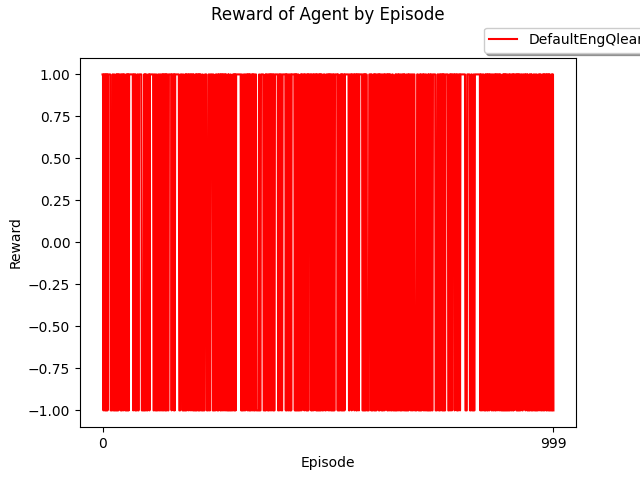 Reward of Agent by Episode
DefaultEngQlear
1.00
0.75
0.50
0.25
0.00
−0.25
−0.50
−0.75
−1.00
Reward
0 999
Episode